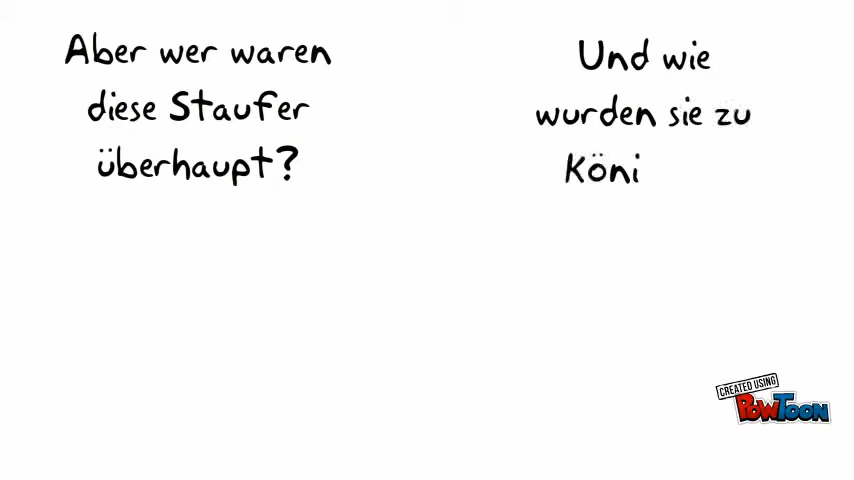 Aber wer waren
diese Staufer
überhaupt?
Und wie
wurden sie zu
Köni
CREATED USING
POWTOON